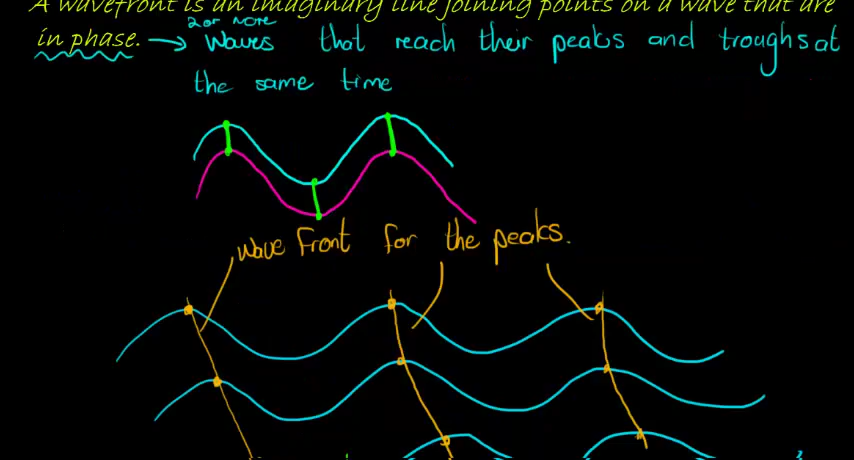 A wavefront is an imaginary line joining points on a wave that are
2 or more
in phase. → Waves that reach their peaks and troughs at
the same time
wave front for the peaks.